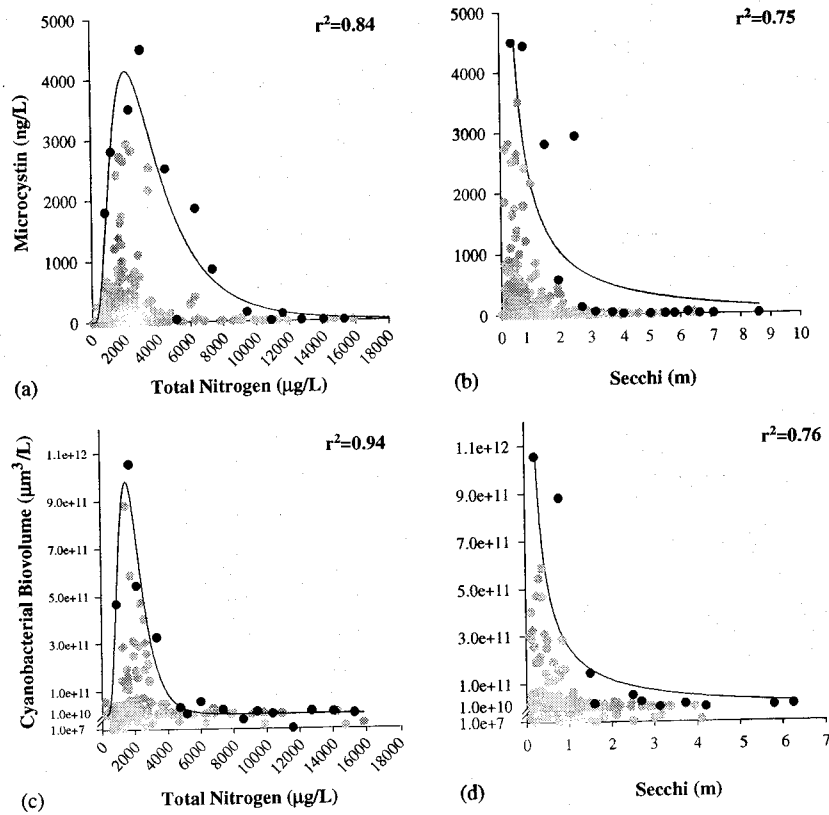 r²=0.84
5000
4000
3000
2000
1000
0
Microcystin (ng/L)
0
2000
4000
6000
8000
10000
12000
14000
16000
18000
(a)
Total Nitrogen (µg/L)
r²=0.75
5000
4000
3000
2000
1000
0
0
1
2
3
4
5
6
7
8
9
10
(b)
Secchi (m)
r²=0.94
1.1e+12
9.0e+11
7.0e+11
5.0e+11
3.0e+11
1.0e+11
1.0e+10
1.0e+7
Cyanobacterial Biovolume (µm³/L)
0
2000
4000
6000
8000
10000
12000
14000
16000
18000
(c)
Total Nitrogen (µg/L)
r²=0.76
1.1e+12
9.0e+11
7.0e+11
5.0e+11
3.0e+11
1.0e+11
1.0e+10
1.0e+7
0
1
2
3
4
5
6
7
(d)
Secchi (m)